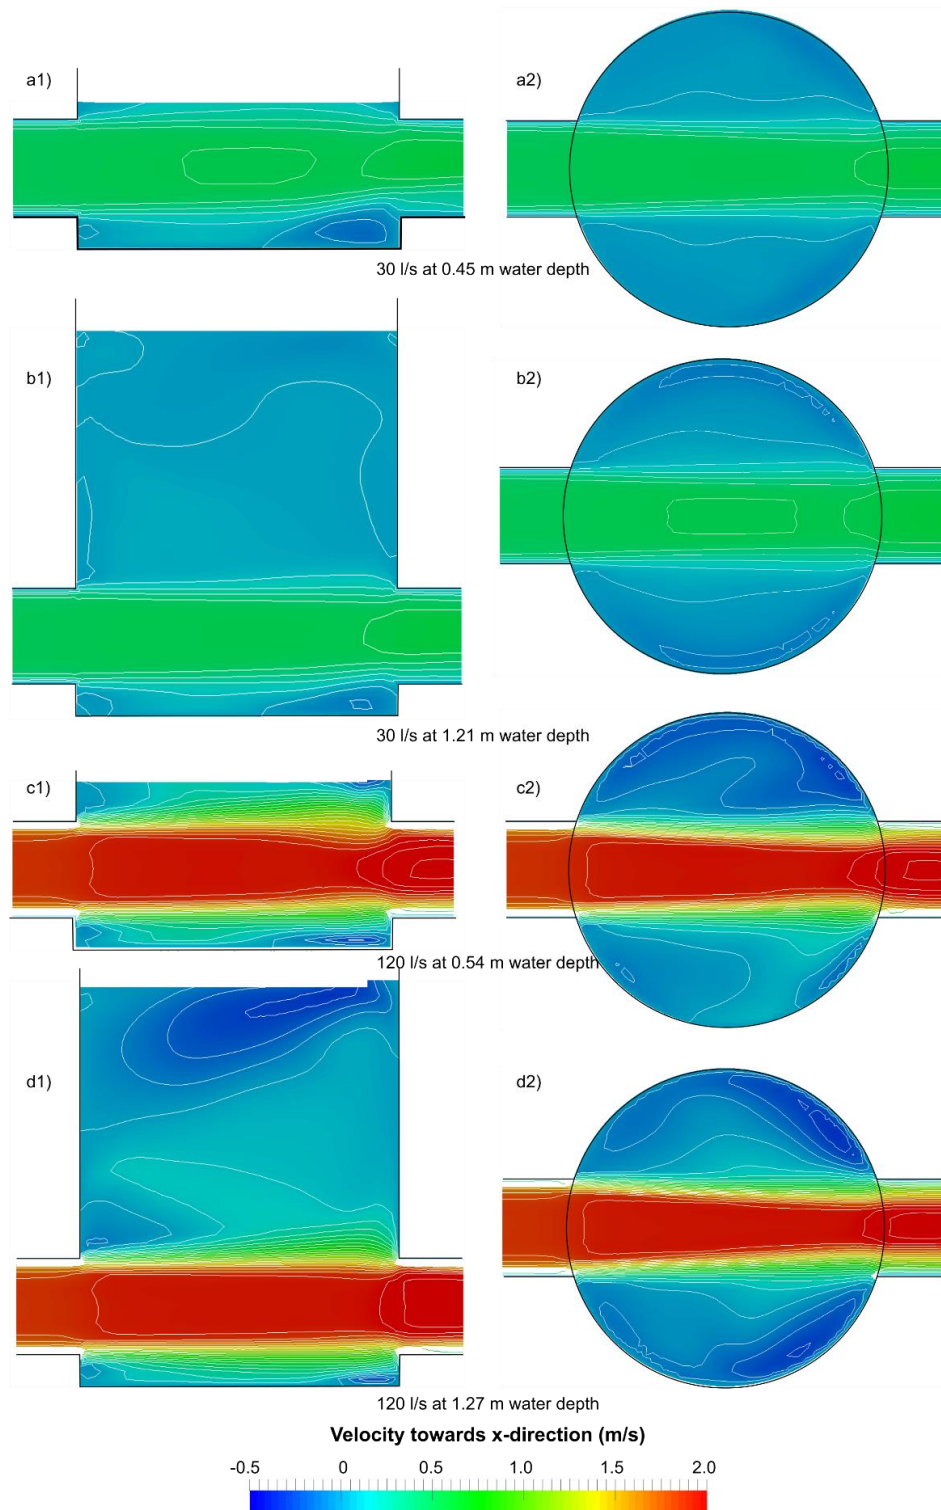 a1)
a2)
30 l/s at 0.45 m water depth
b1)
b2)
30 l/s at 1.21 m water depth
c1)
c2)
120 l/s at 0.54 m water depth
d1)
d2)
120 l/s at 1.27 m water depth
Velocity towards x-direction (m/s)
-0.5 0 0.5 1.0 1.5 2.0